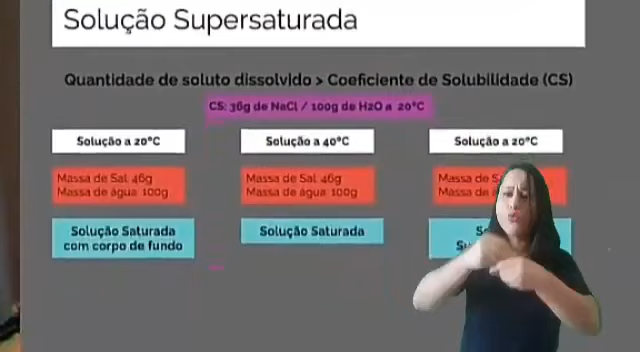 Solução Supersaturada
Quantidade de soluto dissolvido > Coeficiente de Solubilidade (CS)
CS: 36g de NaCl / 100g de H2O a 20°C
Solução a 20°C
Massa de Sal 46g
Massa de água 100g
Solução Saturada
com corpo de fundo
Solução a 40°C
Massa de Sal 46g
Massa de água 100g
Solução Saturada
Solução a 20°C
Massa de
Massa de